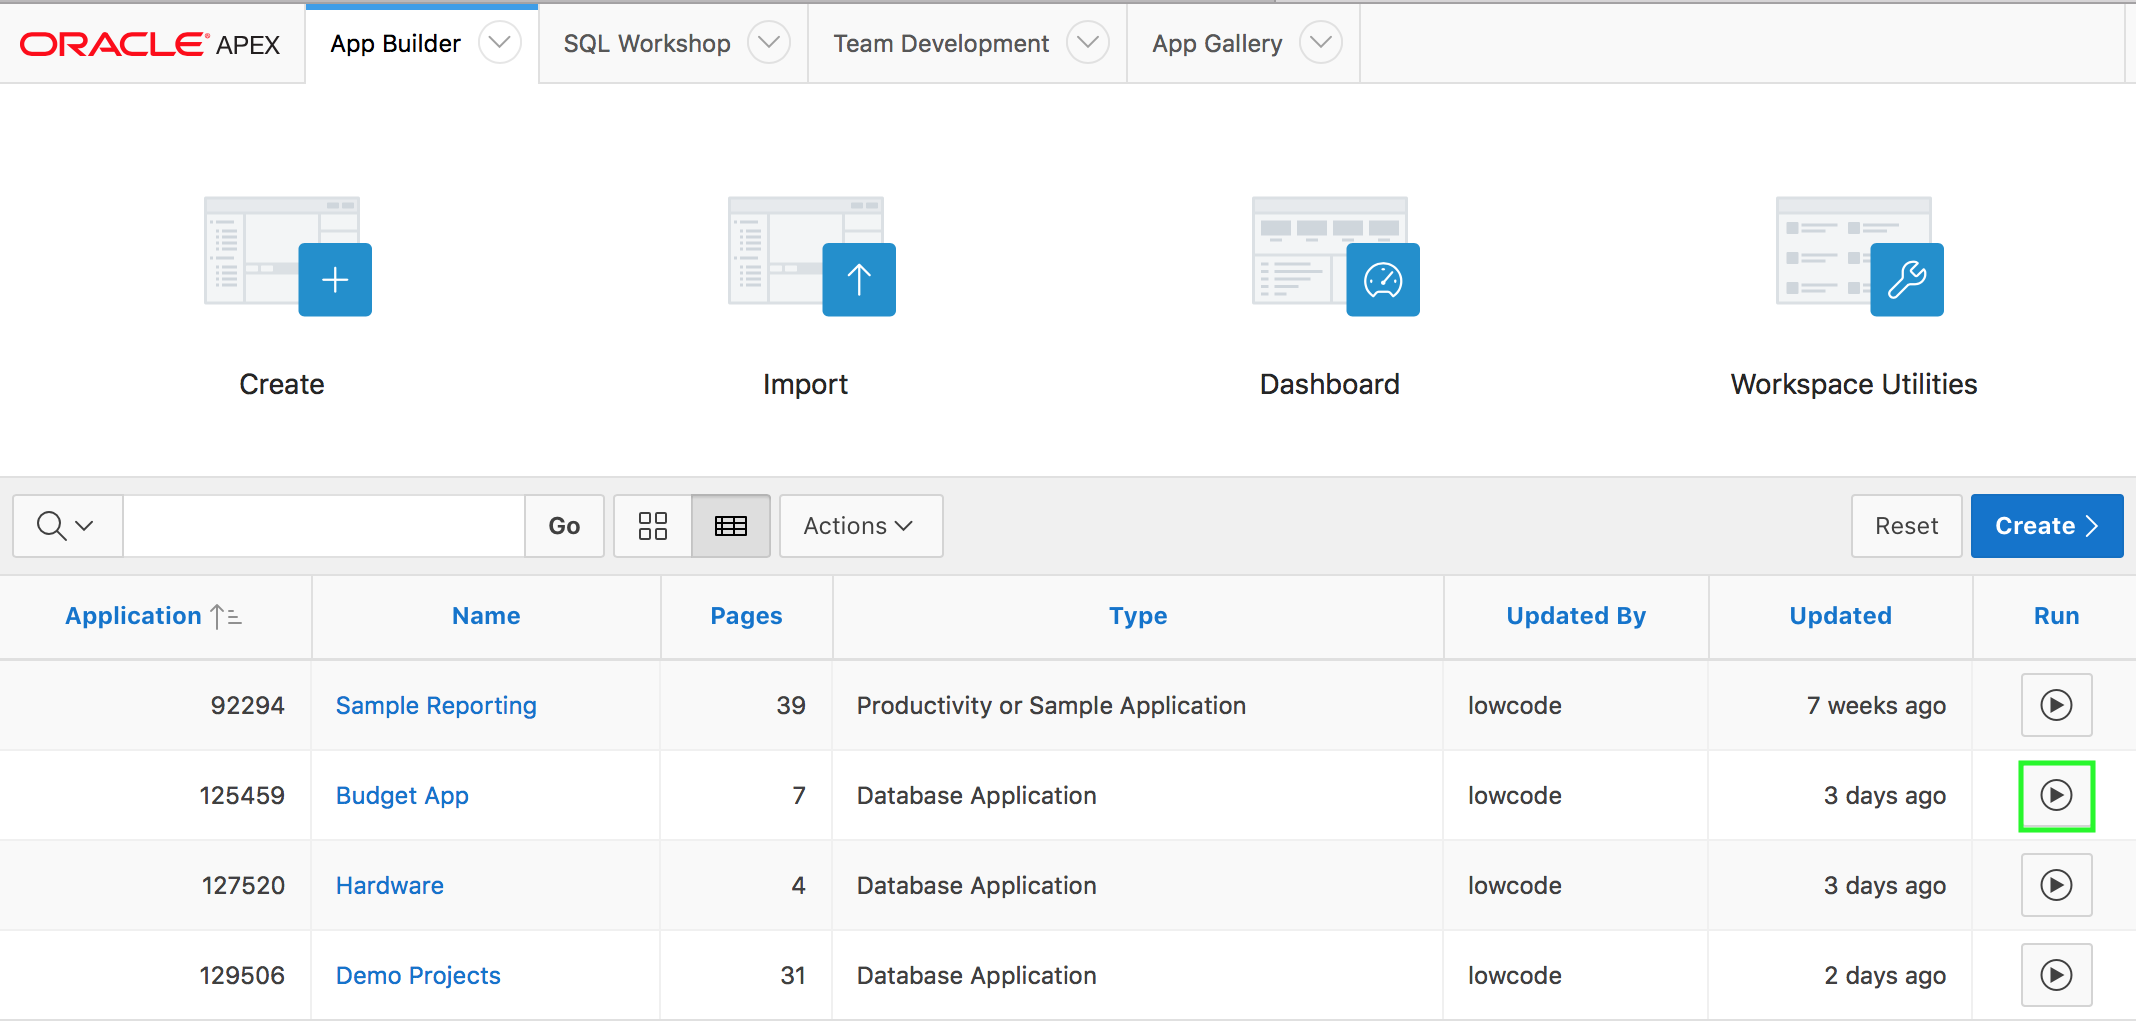 ORACLE® APEX App Builder SQL Workshop Team Development App Gallery
Create Import Dashboard Workspace Utilities
Go Actions Reset Create
Application Name Pages Type Updated By Updated Run
92294 Sample Reporting 39 Productivity or Sample Application lowcode 7 weeks ago
125459 Budget App 7 Database Application lowcode 3 days ago
127520 Hardware 4 Database Application lowcode 3 days ago
129506 Demo Projects 31 Database Application lowcode 2 days ago